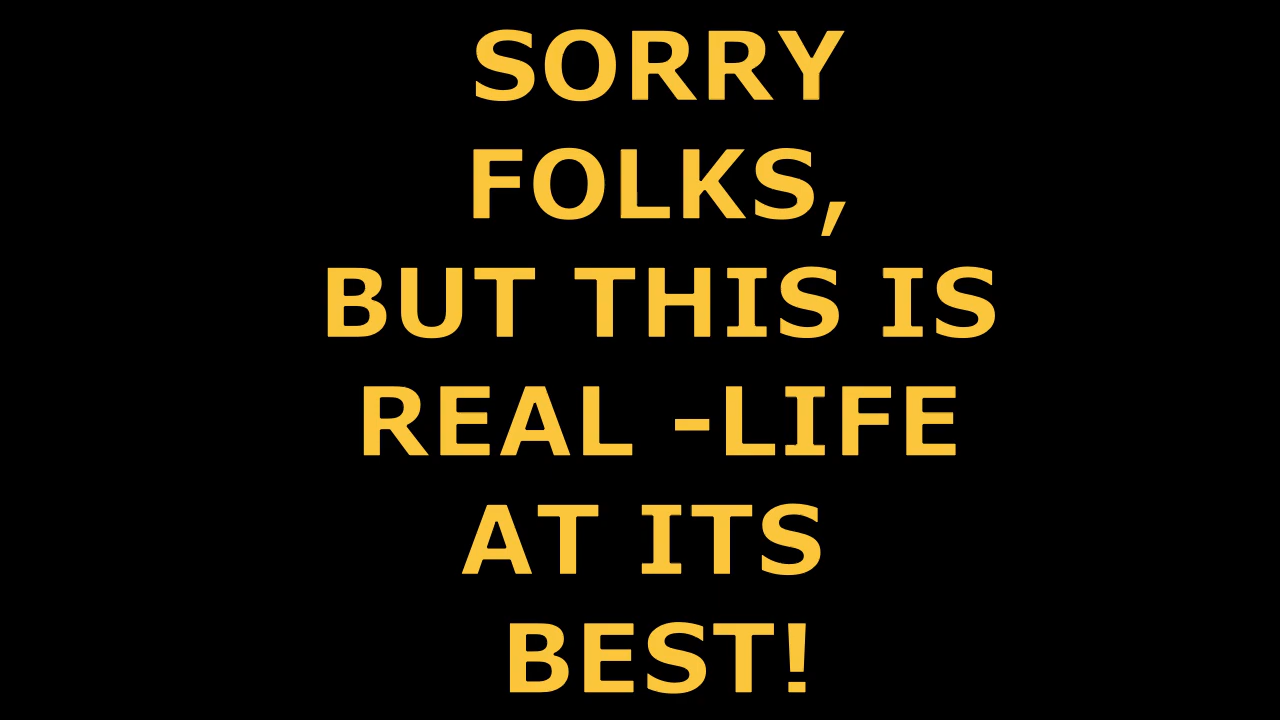 SORRY
FOLKS,
BUT THIS IS
REAL -LIFE
AT ITS
BEST!